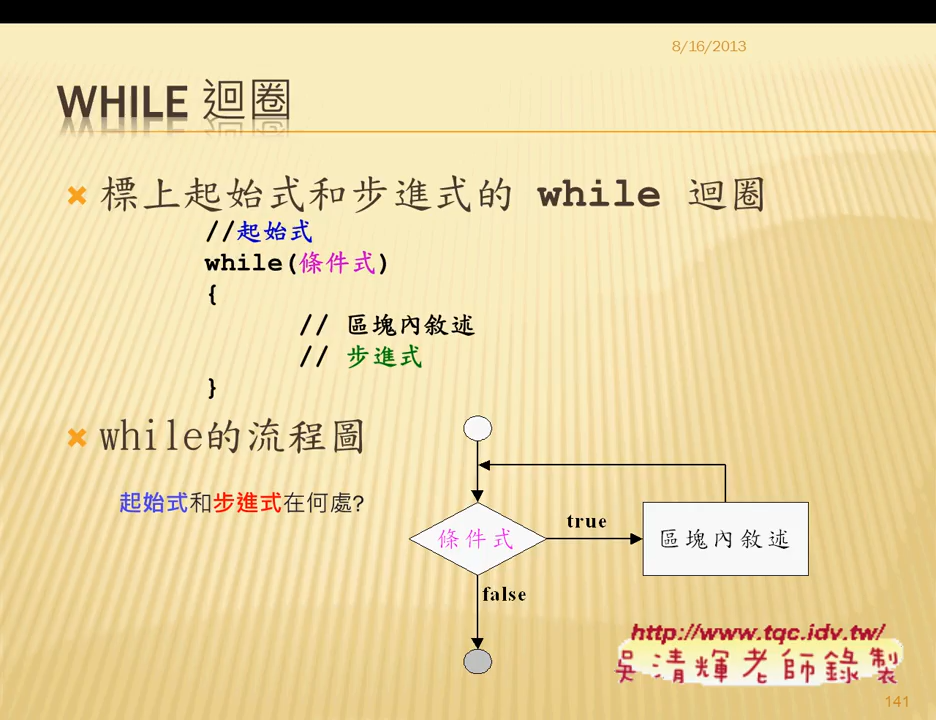 8/16/2013
WHILE 迴圈
標上起始式和步進式的 while 迴圈
//起始式
while(條件式)
{
// 區塊內敘述
// 步進式
}
while的流程圖
起始式和步進式在何處?
條件式
true
區塊內敘述
false
http://www.tqc.idv.tw/
吳清輝老師錄製
141